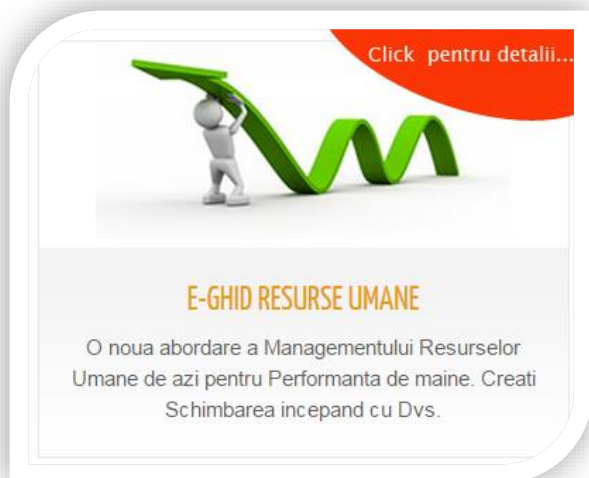 Click pentru detalii...
E-GHID RESURSE UMANE
O noua abordare a Managementului Resurselor
Umane de azi pentru Performanta de maine. Creati
Schimbarea incepand cu Dvs.